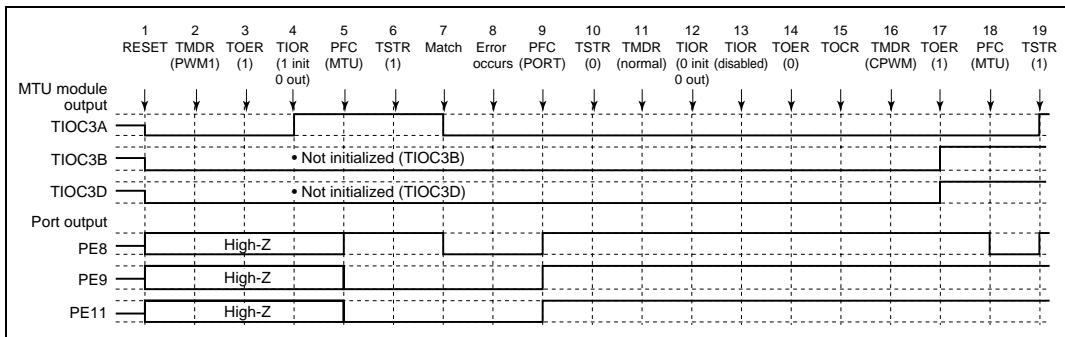 1 2 3 4 5 6 7 8 9 10 11 12 13 14 15 16 17 18 19
RESET TMDR TOER TIOR PFC TSTR Match Error PFC TSTR TMDR TIOR TIOR TOER TOCR TMDR TOER PFC TSTR
(PWM1) (1) (1 init (MTU) (1) occurs (PORT) (0) (normal) (0 init (disabled) (0) (CPWM) (1) (MTU) (1)
0 out) 0 out)
MTU module
output
TIOC3A
TIOC3B • Not initialized (TIOC3B)
TIOC3D • Not initialized (TIOC3D)
Port output
PE8 High-Z
PE9 High-Z
PE11 High-Z